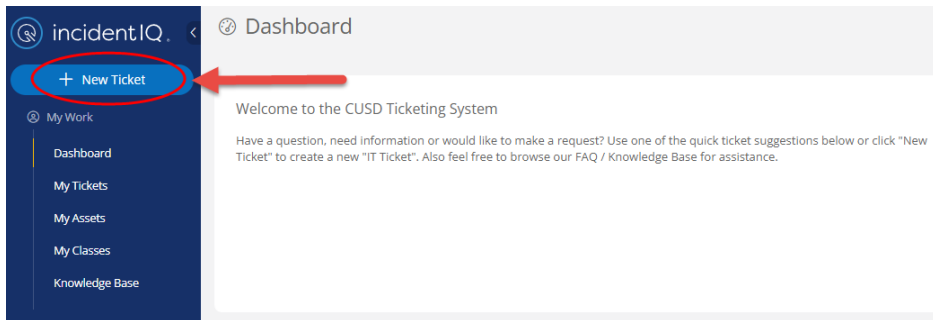 incidentIQ.
+ New Ticket
My Work
Dashboard
My Tickets
My Assets
My Classes
Knowledge Base
Dashboard
Welcome to the CUSD Ticketing System
Have a question, need information or would like to make a request? Use one of the quick ticket suggestions below or click "New
Ticket" to create a new "IT Ticket". Also feel free to browse our FAQ / Knowledge Base for assistance.